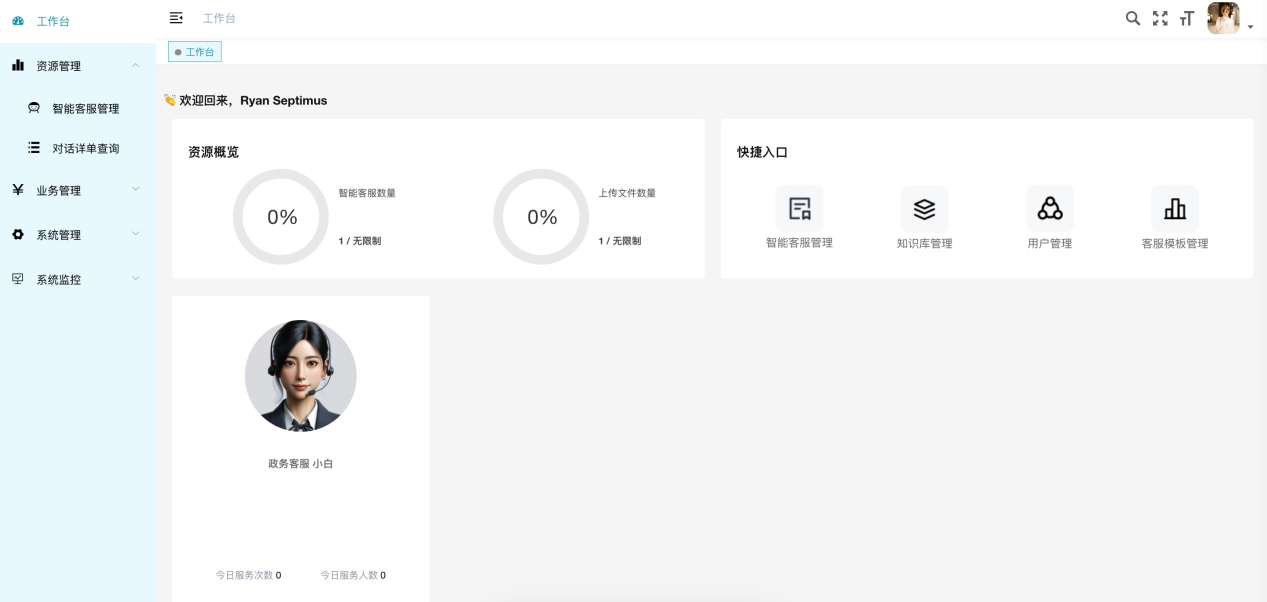 工作台
资源管理
智能客服管理
对话详单查询
业务管理
系统管理
系统监控
工作台
工作台
欢迎回来，Ryan Septimus
资源概览
0%
智能客服数量
1 / 无限制
0%
上传文件数量
1 / 无限制
快捷入口
智能客服管理
知识库管理
用户管理
客服模板管理
政务客服 小白
今日服务次数 0
今日服务人数 0